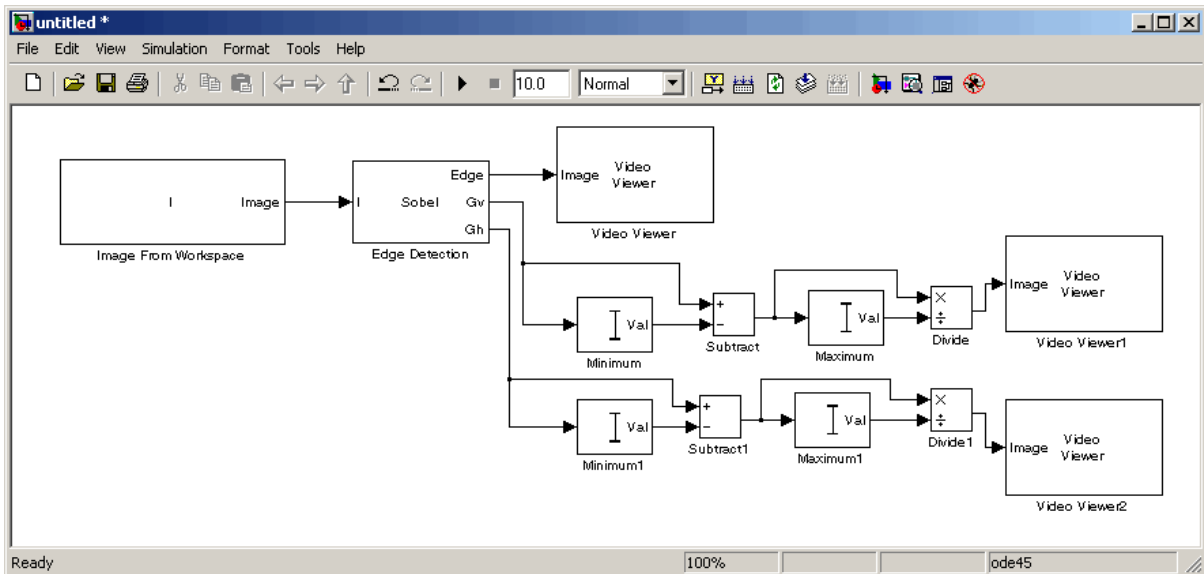 untitled *
File Edit View Simulation Format Tools Help
10.0 Normal
Image
Video Viewer
Video Viewer
I Image
Image From Workspace
I Sobel Edge Gv Gh
Edge Detection
Val
Minimum
+ −
Subtract
Val
Maximum
× ÷
Divide
Image
Video Viewer
Video Viewer1
Val
Minimum1
+ −
Subtract1
Val
Maximum1
× ÷
Divide1
Image
Video Viewer
Video Viewer2
Ready 100% ode45